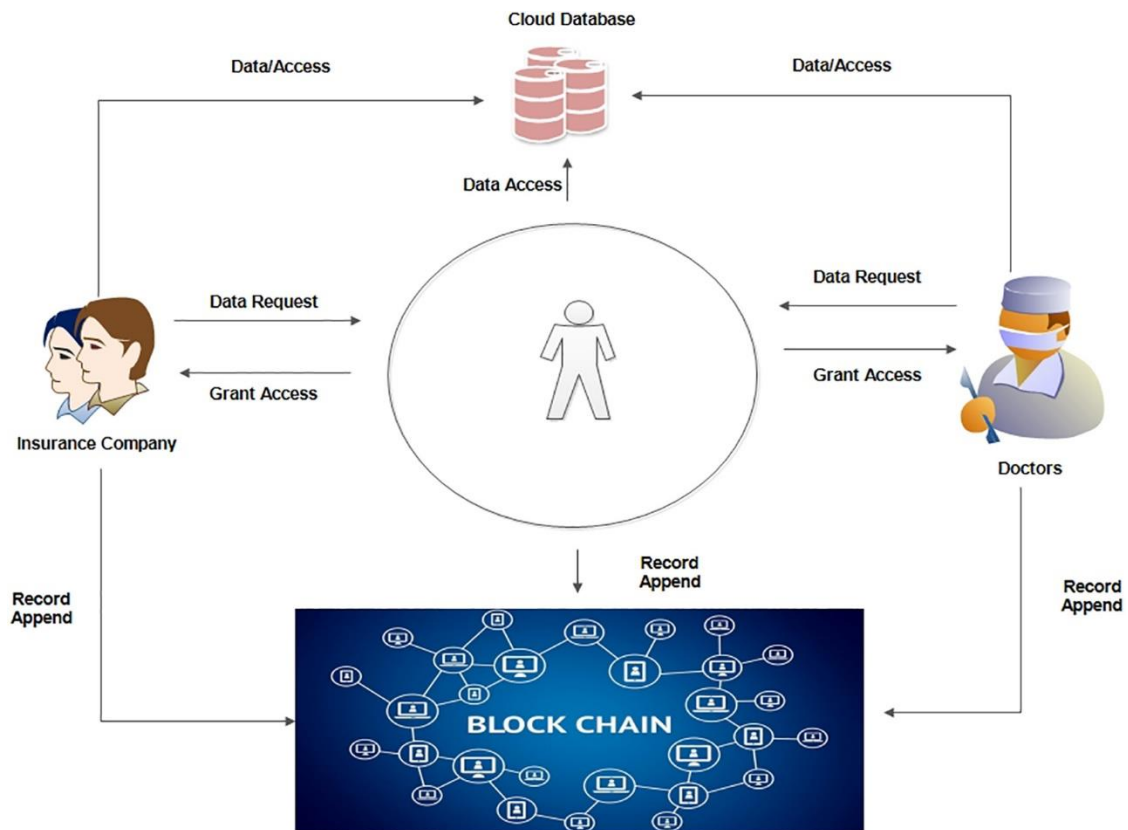 Cloud Database
Data/Access
Data/Access
Data Access
Data Request
Data Request
Grant Access
Grant Access
Insurance Company
Doctors
Record
Append
Record
Append
Record
Append
BLOCK CHAIN